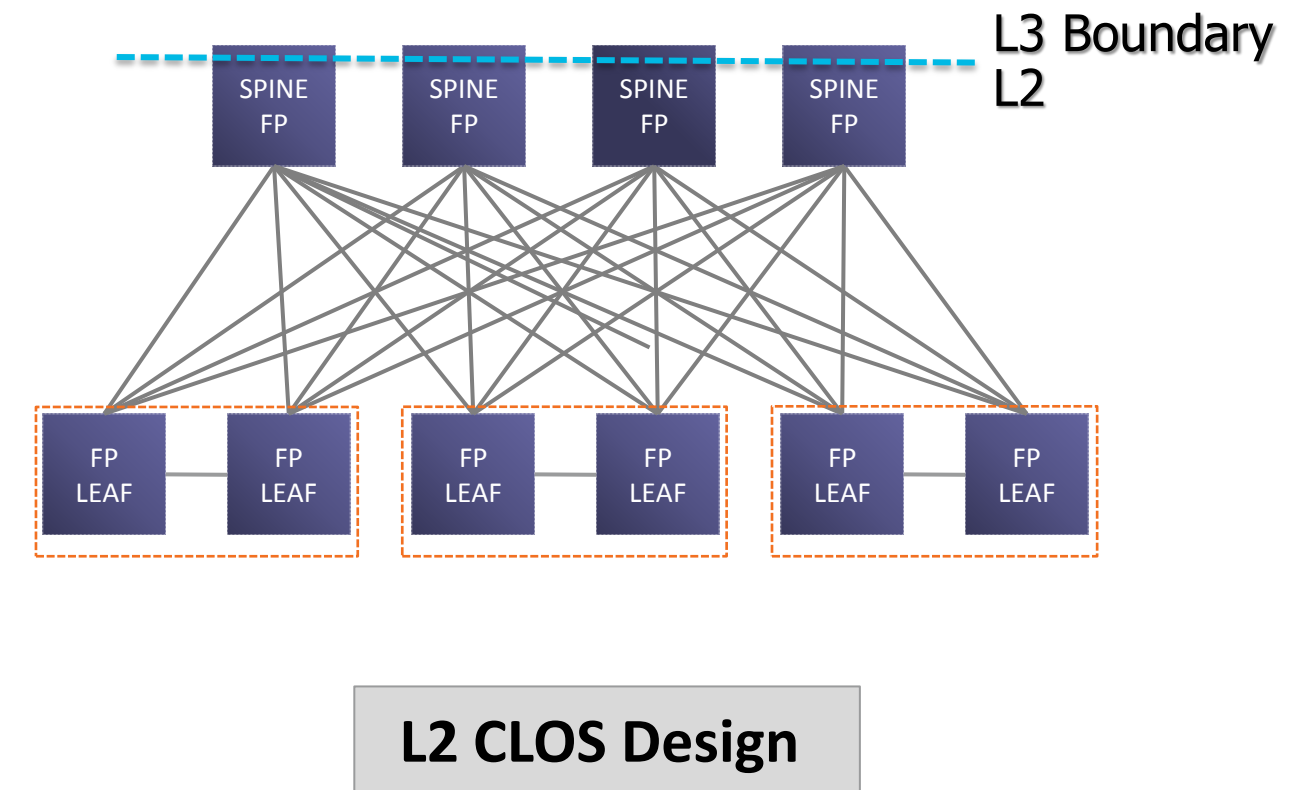 L3 Boundary
L2
SPINE
FP
SPINE
FP
SPINE
FP
SPINE
FP
FP
LEAF
FP
LEAF
FP
LEAF
FP
LEAF
FP
LEAF
FP
LEAF
L2 CLOS Design